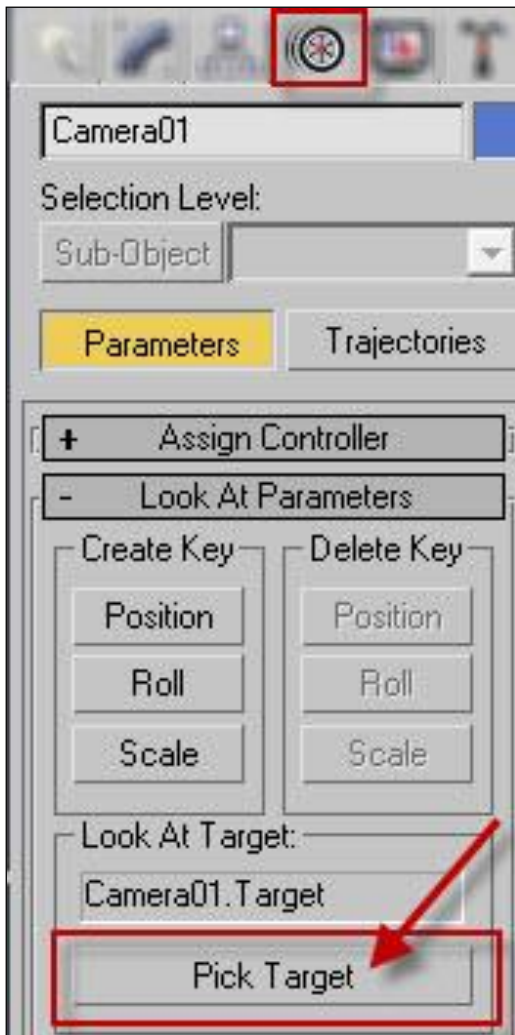 Camera01
Selection Level:
Sub-Object
Parameters Trajectories
+ Assign Controller
- Look At Parameters
Create Key Delete Key
Position Position
Roll Roll
Scale Scale
Look At Target:
Camera01.Target
Pick Target